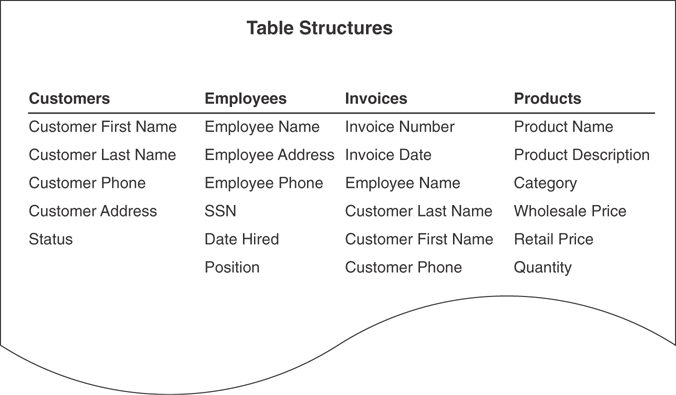 Table Structures
Customers Employees Invoices Products
Customer First Name Employee Name Invoice Number Product Name
Customer Last Name Employee Address Invoice Date Product Description
Customer Phone Employee Phone Employee Name Category
Customer Address SSN Customer Last Name Wholesale Price
Status Date Hired Customer First Name Retail Price
Position Customer Phone Quantity